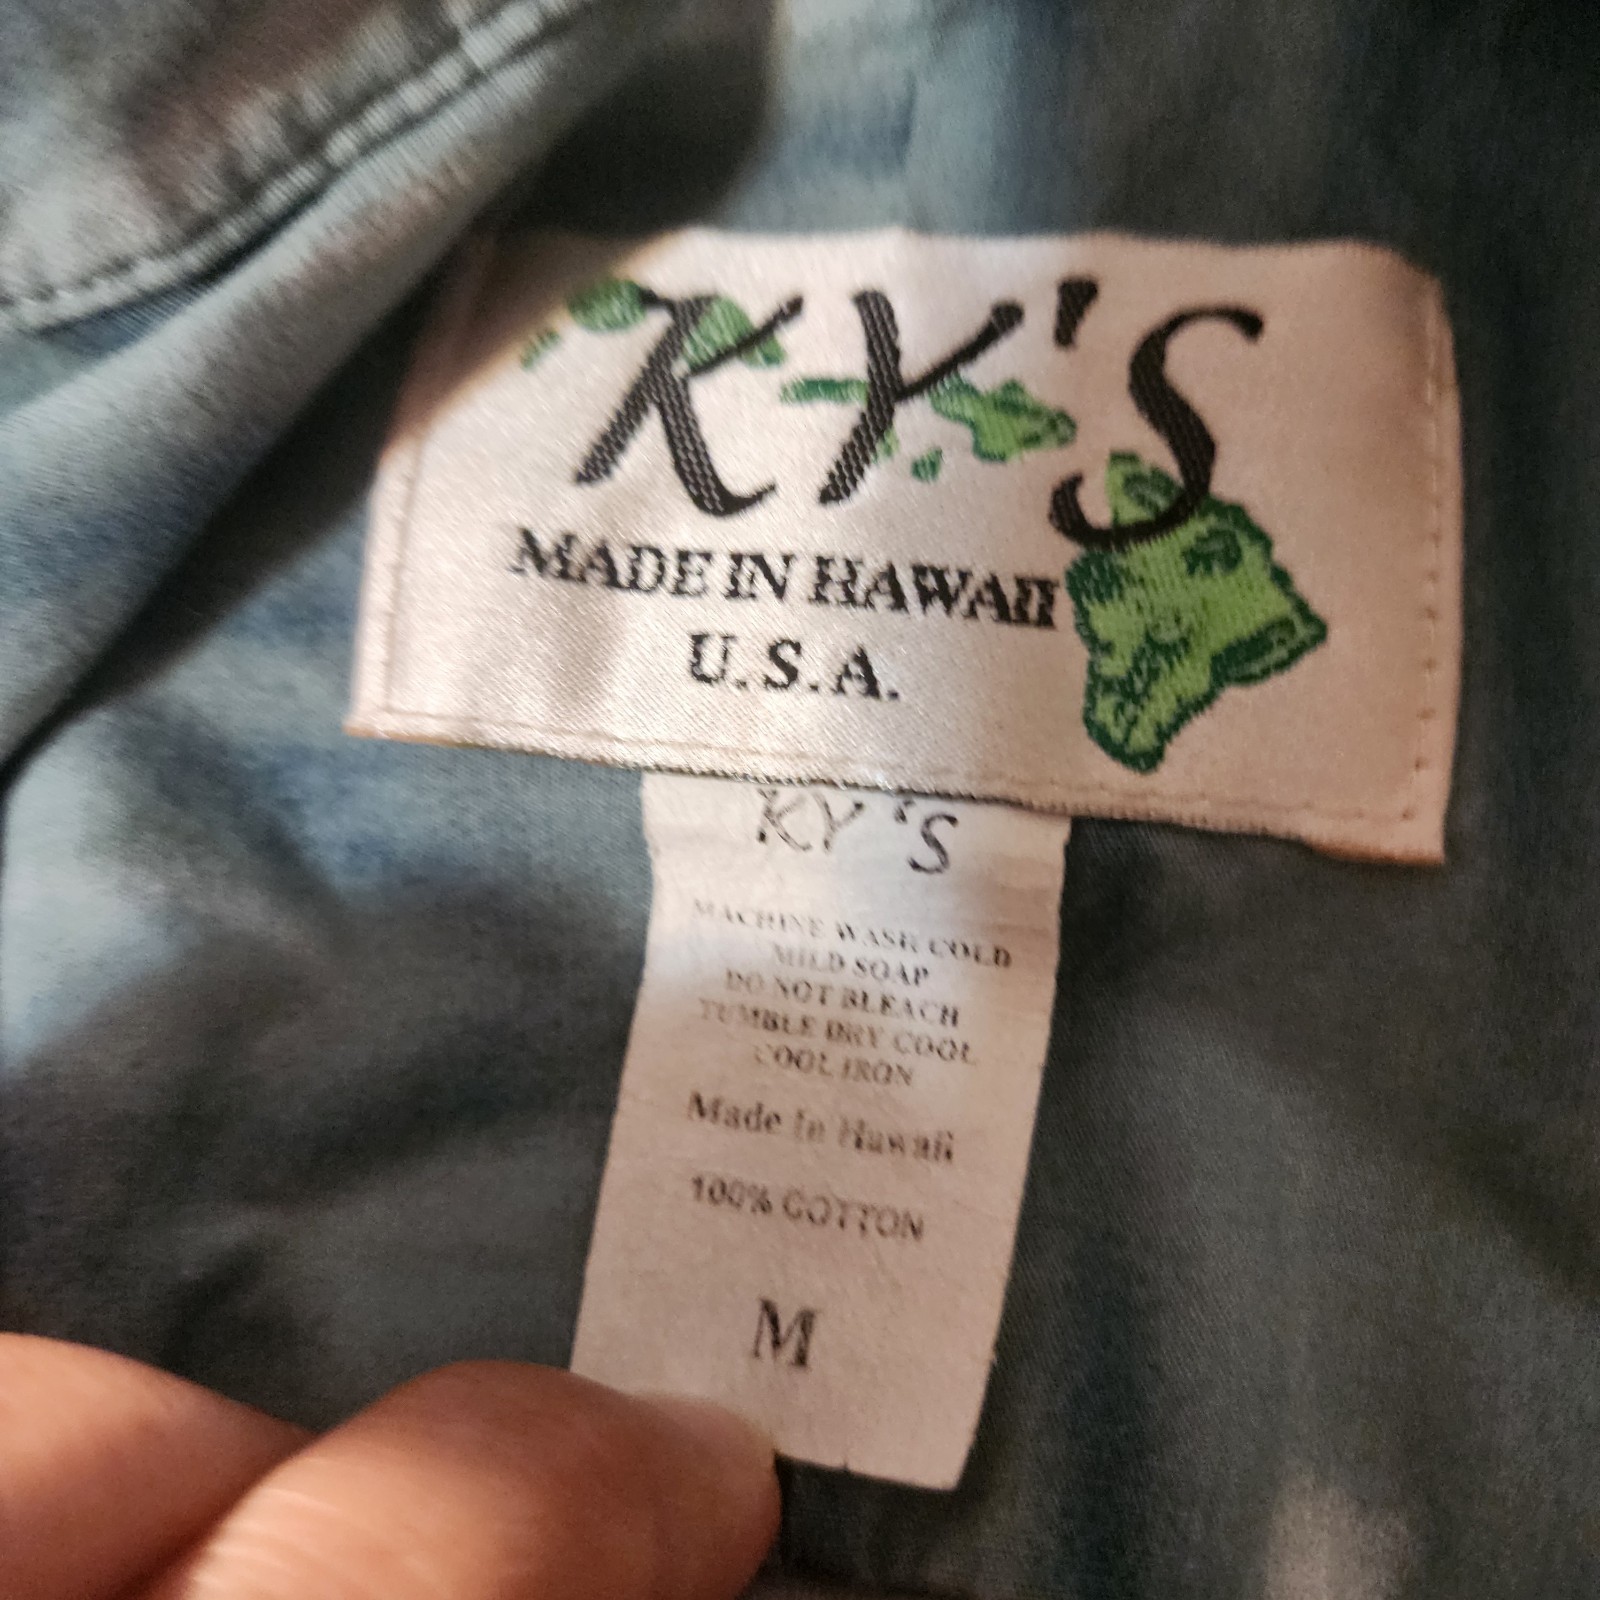 KY'S
MADE IN HAWAII
U.S.A.
KY'S
MACHINE WASH COLD
MILD SOAP
DO NOT BLEACH
TUMBLE DRY COOL
COOL IRON
Made In Hawaii
100% COTTON
M